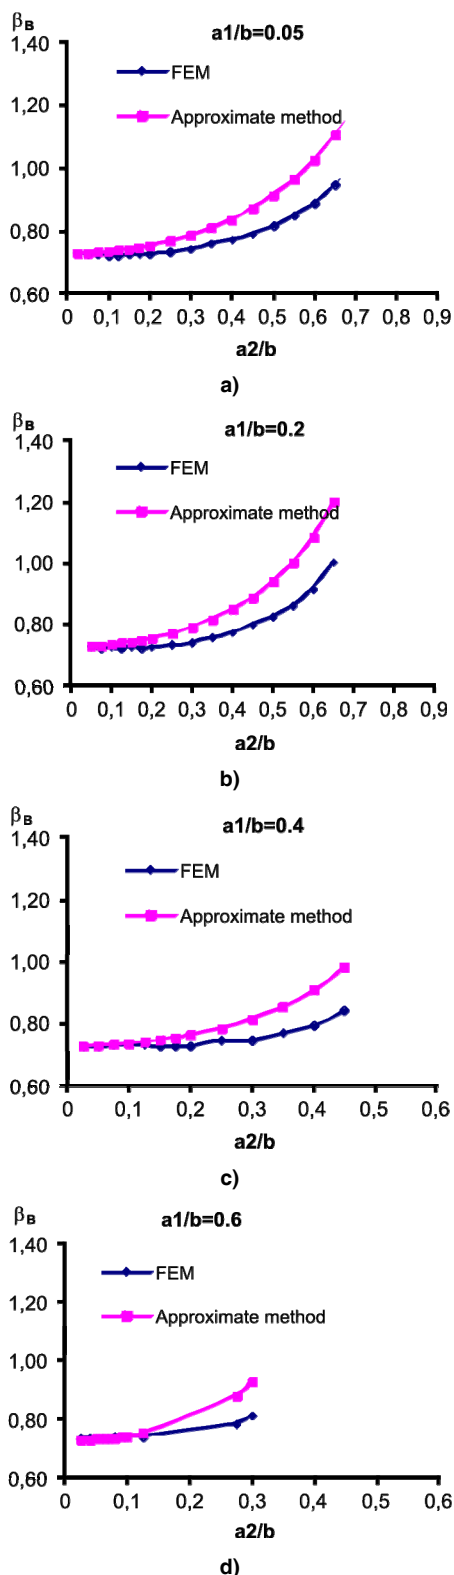 βB
a1/b=0.05
1,40
FEM
1,20
Approximate method
1,00
0,80
0,60
0 0,1 0,2 0,3 0,4 0,5 0,6 0,7 0,8 0,9
a2/b
a)
βB
a1/b=0.2
1,40
FEM
1,20
Approximate method
1,00
0,80
0,60
0 0,1 0,2 0,3 0,4 0,5 0,6 0,7 0,8 0,9
a2/b
b)
βB
a1/b=0.4
1,40
FEM
1,20
Approximate method
1,00
0,80
0,60
0 0,1 0,2 0,3 0,4 0,5 0,6
a2/b
c)
βB
a1/b=0.6
1,40
FEM
1,20
Approximate method
1,00
0,80
0,60
0 0,1 0,2 0,3 0,4 0,5 0,6
a2/b
d)